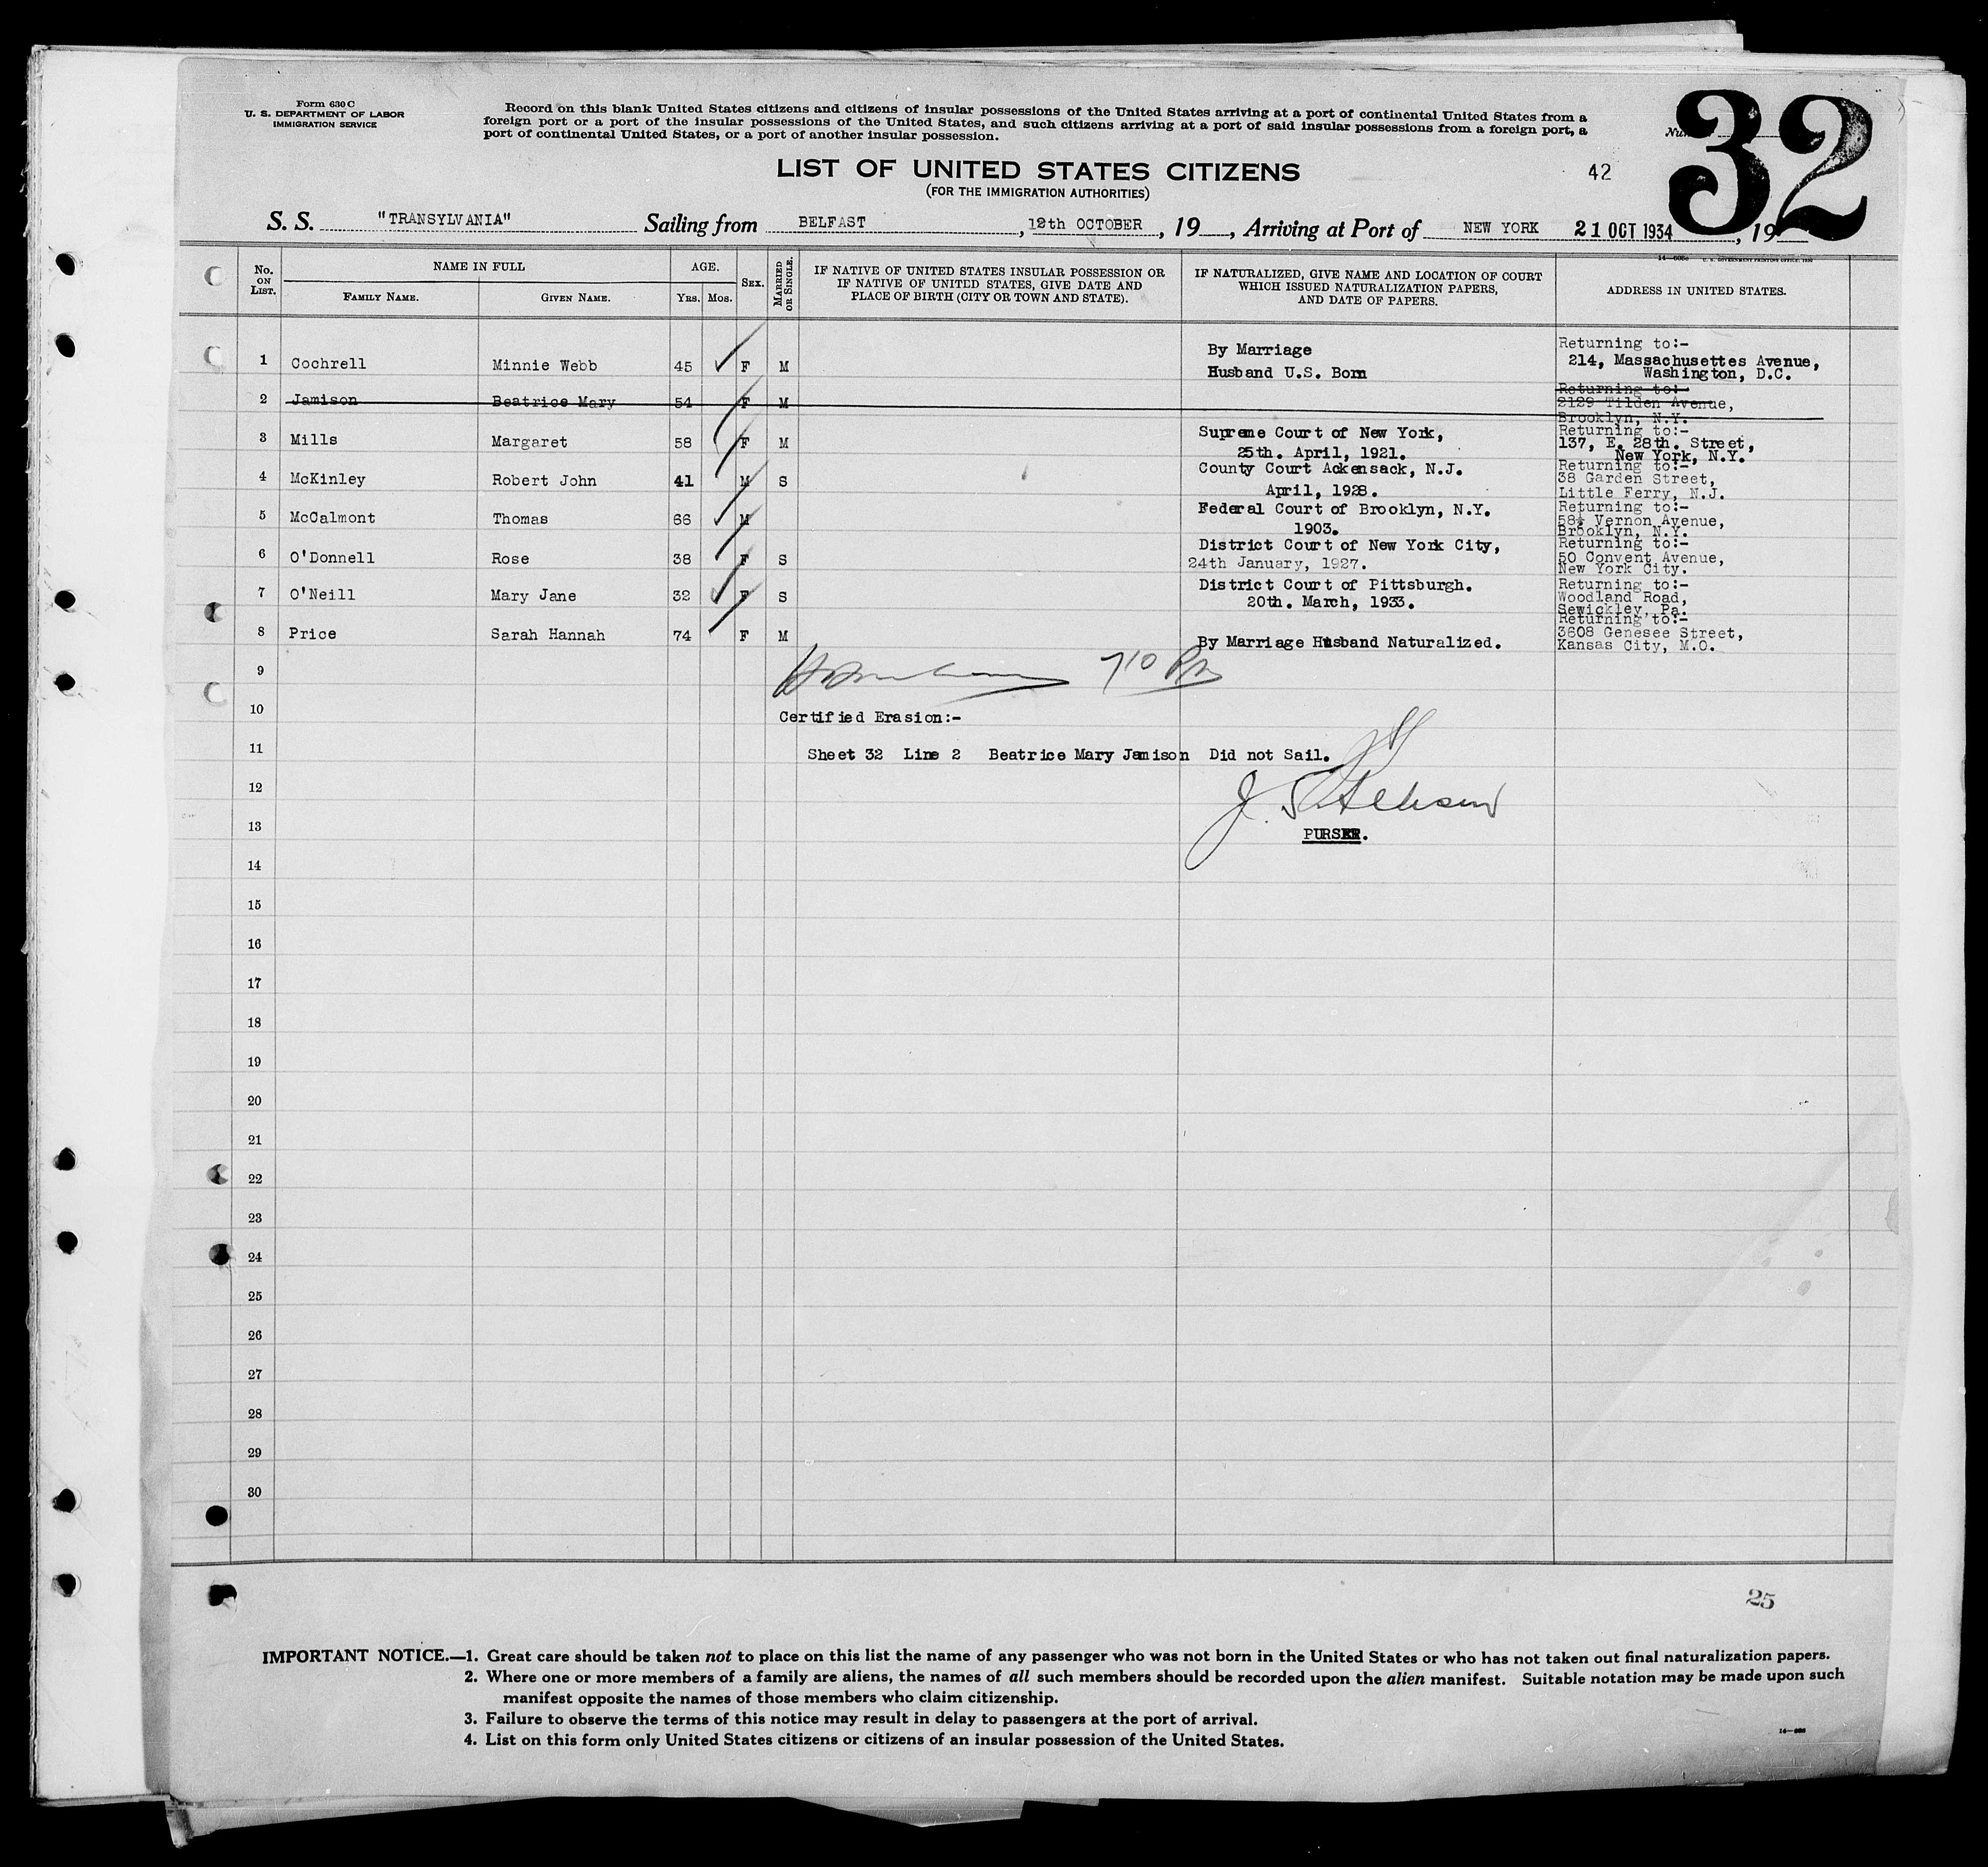 Form 630 C
U. S. DEPARTMENT OF LABOR
IMMIGRATION SERVICE
Record on this blank United States citizens and citizens of insular possessions of the United States arriving at a port of continental United States from a
foreign port or a port of the insular possessions of the United States, and such citizens arriving at a port of said insular possessions from a foreign port, a
port of continental United States, or a port of another insular possession.
32
LIST OF UNITED STATES CITIZENS
42
(FOR THE IMMIGRATION AUTHORITIES)
S. S. "TRANSYLVANIA" Sailing from BELFAST, 12th OCTOBER, 19__, Arriving at Port of NEW YORK 21 OCT 1934, 19__
No. ON LIST. NAME IN FULL AGE. SEX. MARRIED OR SINGLE. IF NATIVE OF UNITED STATES INSULAR POSSESSION OR IF NATIVE OF UNITED STATES, GIVE DATE AND PLACE OF BIRTH (CITY OR TOWN AND STATE). IF NATURALIZED, GIVE NAME AND LOCATION OF COURT WHICH ISSUED NATURALIZATION PAPERS, AND DATE OF PAPERS. ADDRESS IN UNITED STATES.
FAMILY NAME. GIVEN NAME. YRS. MOS.
1 Cochrell Minnie Webb 45 F M By Marriage Husband U.S. Born Returning to:- 214, Massachusettes Avenue, Washington, D.C.
2 Jamison Beatrice Mary 54 F M Returning to:- 2129 Tilden Avenue, Brooklyn, N.Y.
3 Mills Margaret 58 F M Supreme Court of New York, 25th. April, 1921. Returning to:- 137, E. 28th. Street, New York, N.Y.
4 McKinley Robert John 41 M S County Court Ackensack, N.J. April, 1928. Returning to:- 38 Garden Street, Little Ferry, N.J.
5 McCalmont Thomas 66 M Federal Court of Brooklyn, N.Y. 1903. Returning to:- Vernon Avenue, Brooklyn, N.Y.
6 O'Donnell Rose 38 F S District Court of New York City, 24th January, 1927. Returning to:- 50 Convent Avenue, New York City.
7 O'Neill Mary Jane 32 F S District Court of Pittsburgh. 20th. March, 1933. Returning to:- Woodland Road, Sewickley, Pa.
8 Price Sarah Hannah 74 F M By Marriage Husband Naturalized. Returning to:- 3608 Genesee Street, Kansas City, M.O.
9 710 Pm
10 Certified Erasion:-
11 Sheet 32 Line 2 Beatrice Mary Jamison Did not Sail.
12
13 PURSER.
14
15
16
17
18
19
20
21
22
23
24
25
26
27
28
29
30
25
IMPORTANT NOTICE.—1. Great care should be taken not to place on this list the name of any passenger who was not born in the United States or who has not taken out final naturalization papers.
2. Where one or more members of a family are aliens, the names of all such members should be recorded upon the alien manifest. Suitable notation may be made upon such
manifest opposite the names of those members who claim citizenship.
3. Failure to observe the terms of this notice may result in delay to passengers at the port of arrival.
4. List on this form only United States citizens or citizens of an insular possession of the United States.